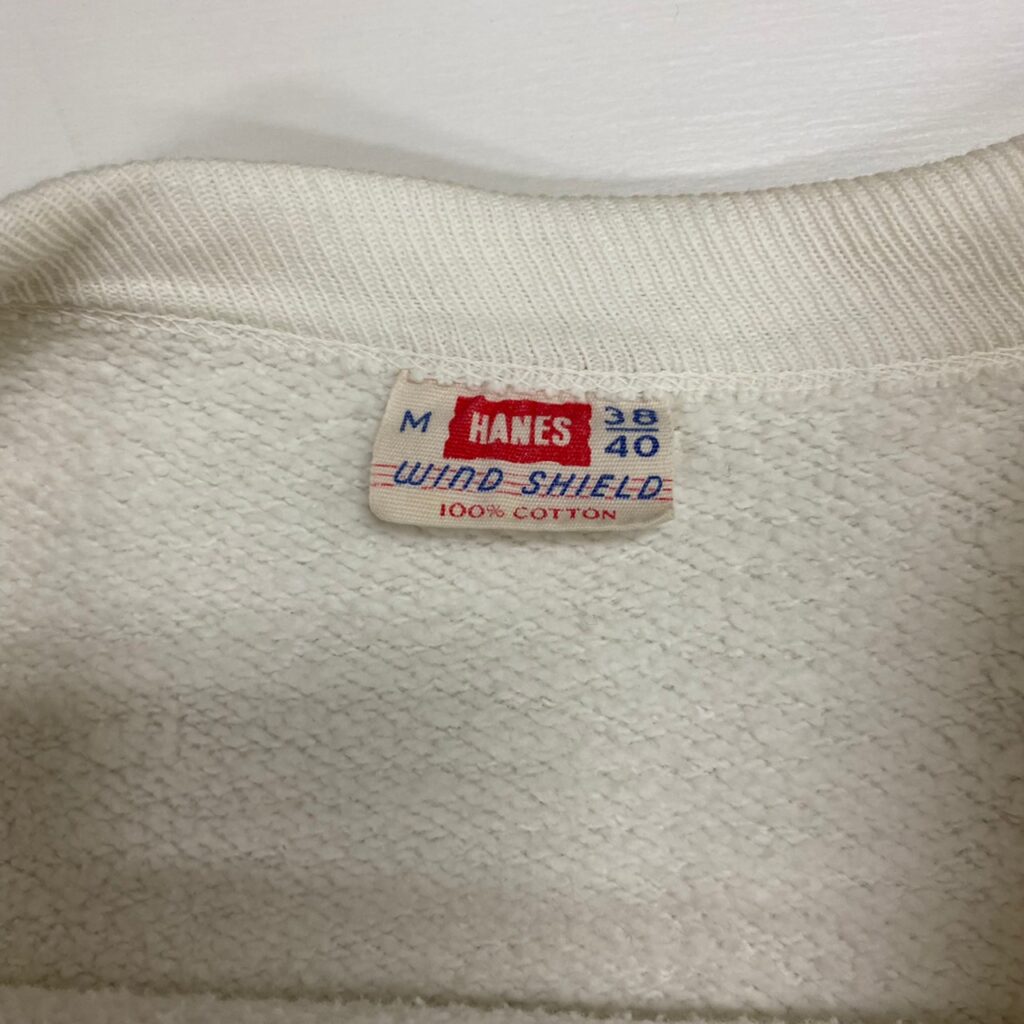 M HANES 38/40
WIND SHIELD
100% COTTON